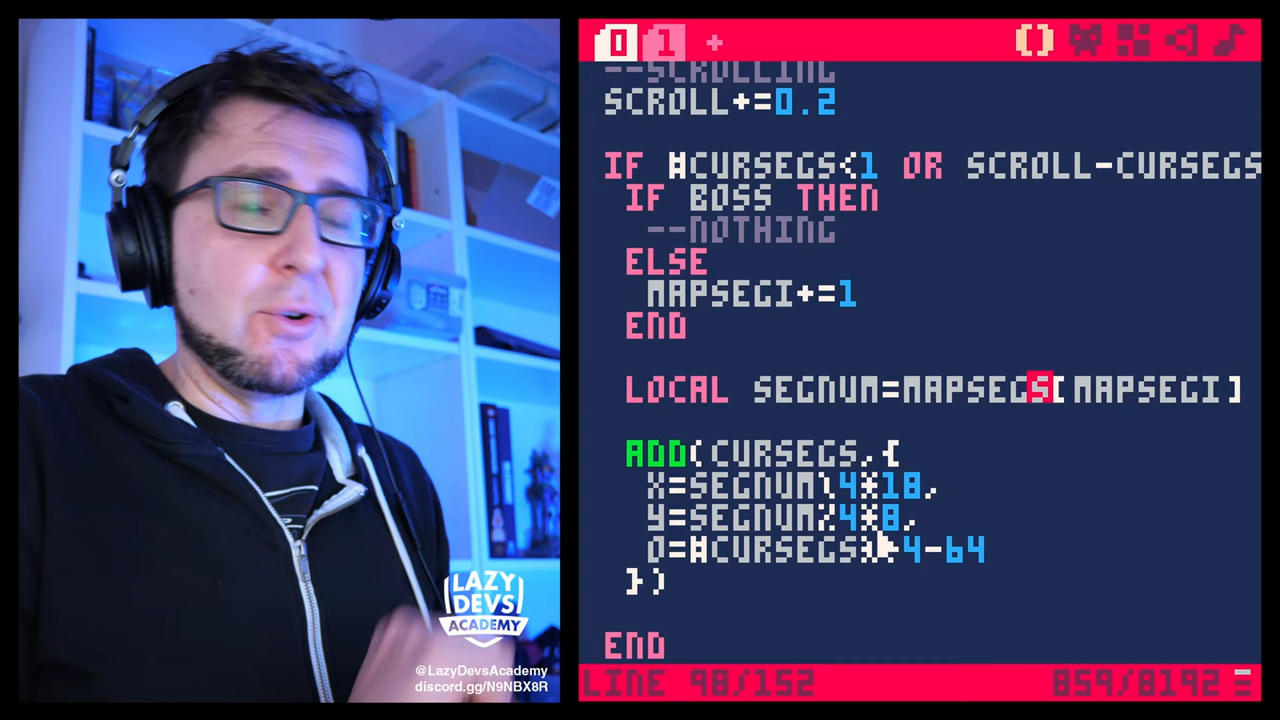 0 1 +
--SCROLLING
SCROLL+=0.2
IF #CURSEGS<1 OR SCROLL-CURSEGS
IF BOSS THEN
--NOTHING
ELSE
MAPSEGI+=1
END
LOCAL SEGNUM=MAPSEGS[MAPSEGI]
ADD(CURSEGS,{
X=SEGNUM\4*18,
Y=SEGNUM%4*8,
O=#CURSEGS 4-64
})
END
LINE 98/152 859/8192
LAZY
DEVS
ACADEMY
@LazyDevsAcademy
discord.gg/N9NBX8R